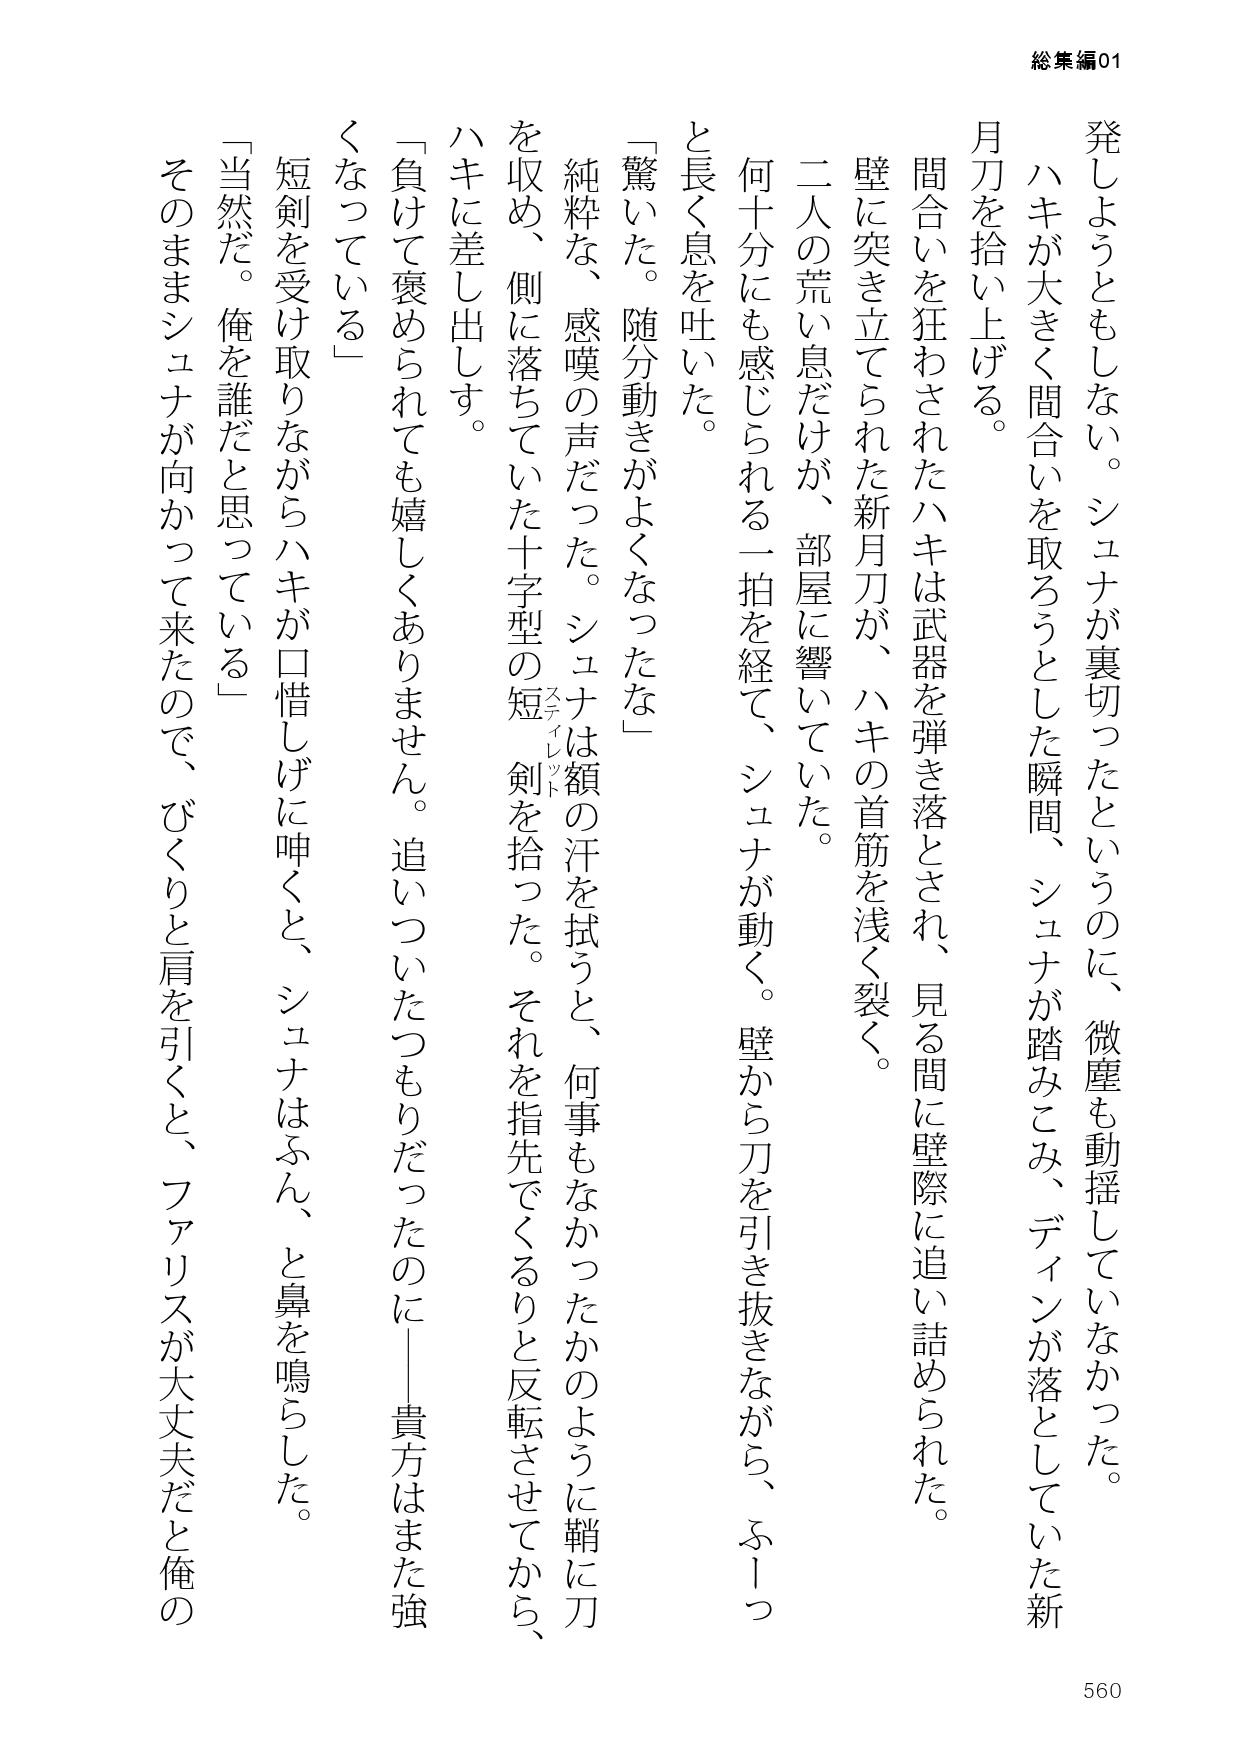 総集編01
発しようともしない。シュナが裏切ったというのに、微塵も動揺していなかった。
ハキが大きく間合いを取ろうとした瞬間、シュナが踏みこみ、ディンが落としていた新
月刀を拾い上げる。
間合いを狂わされたハキは武器を弾き落とされ、見る間に壁際に追い詰められた。
壁に突き立てられた新月刀が、ハキの首筋を浅く裂く。
二人の荒い息だけが、部屋に響いていた。
何十分にも感じられる一拍を経て、シュナが動く。壁から刀を引き抜きながら、ふーっ
と長く息を吐いた。
「驚いた。随分動きがよくなったな」
純粋な、感嘆の声だった。シュナは額の汗を拭うと、何事もなかったかのように鞘に刀
を収め、側に落ちていた十字型の短剣を拾った。それを指先でくるりと反転させてから、
スティレット
ハキに差し出しす。
「負けて褒められても嬉しくありません。追いついたつもりだったのに――貴方はまた強
くなっている」
短剣を受け取りながらハキが口惜しげに呻くと、シュナはふん、と鼻を鳴らした。
「当然だ。俺を誰だと思っている」
そのままシュナが向かって来たので、びくりと肩を引くと、ファリスが大丈夫だと俺の
560